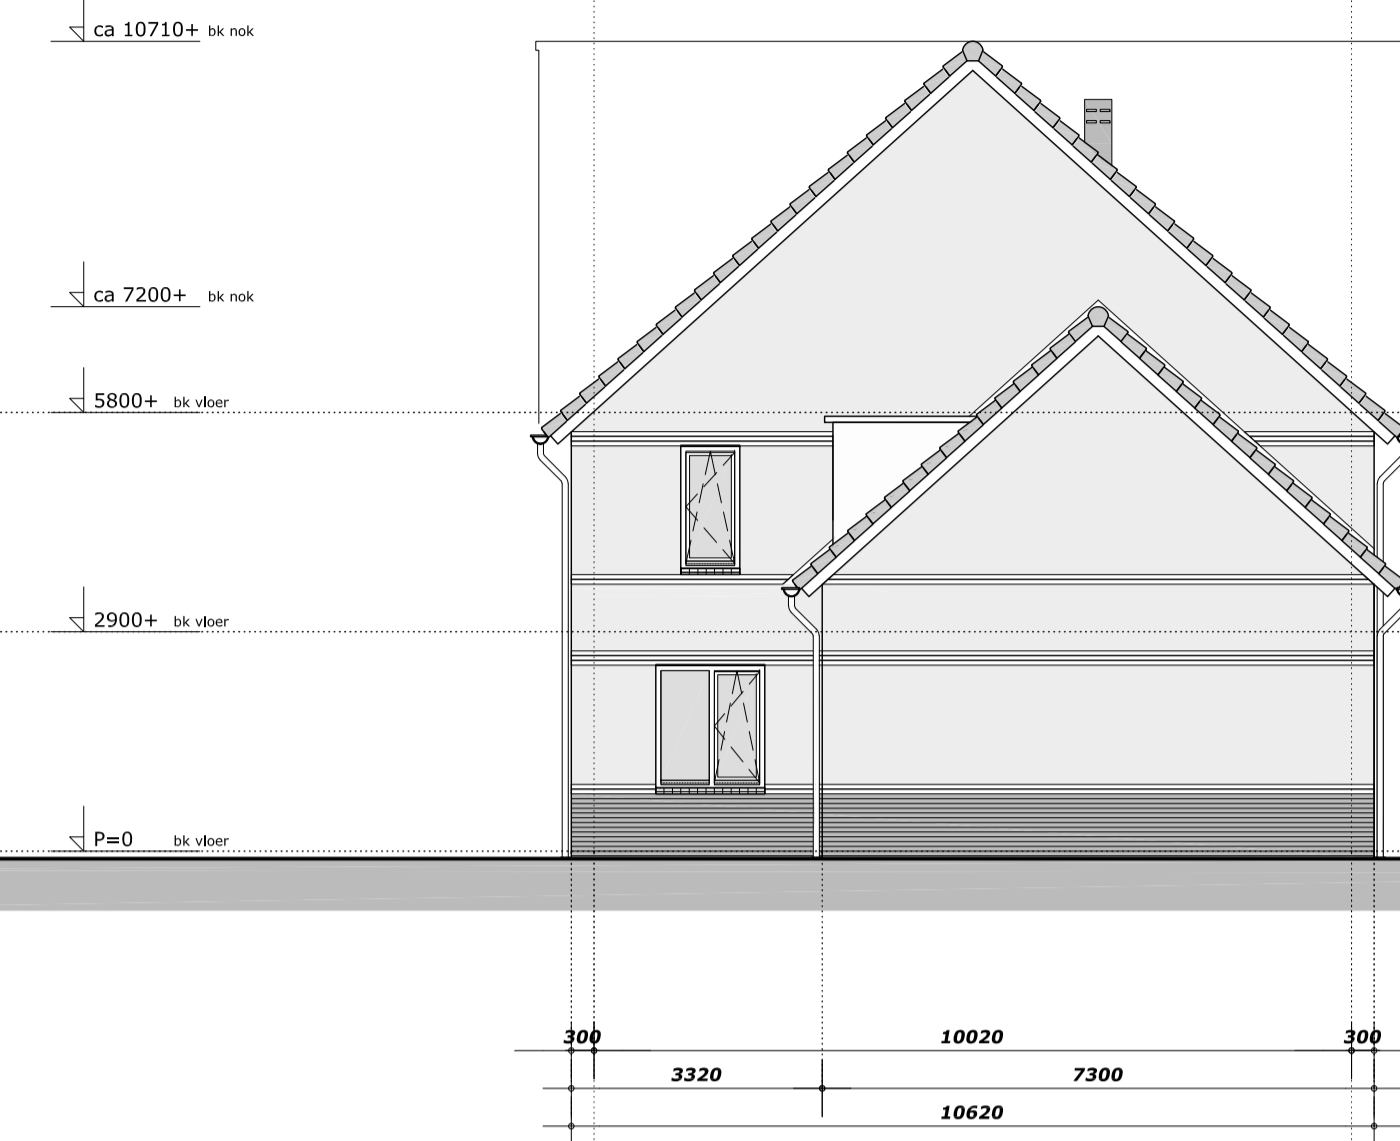 ca 10710+ bk nok
ca 7200+ bk nok
5800+ bk vloer
2900+ bk vloer
P=0 bk vloer
300 10020 300
3320 7300
10620